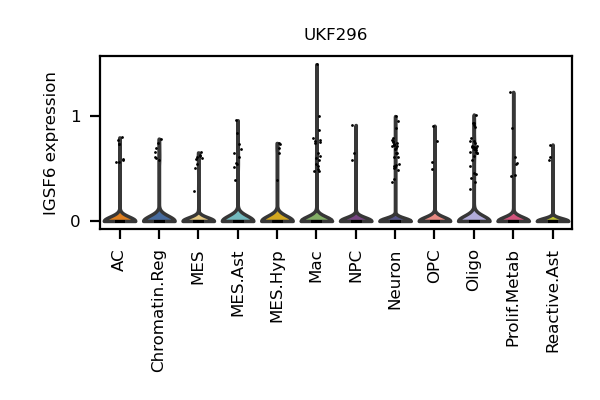 UKF296
IGSF6 expression
1
0
AC
Chromatin.Reg
MES
MES.Ast
MES.Hyp
Mac
NPC
Neuron
OPC
Oligo
Prolif.Metab
Reactive.Ast